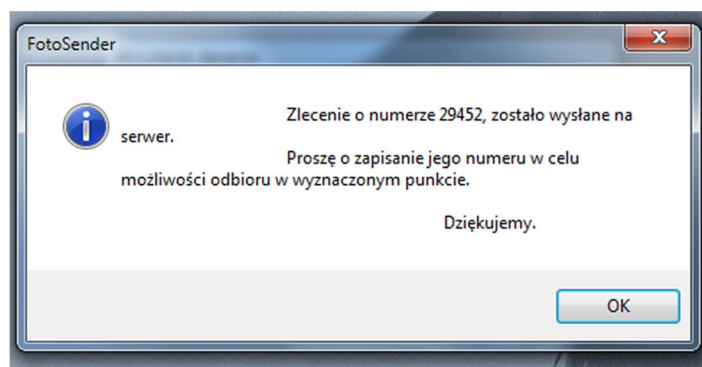 FotoSender
Zlecenie o numerze 29452, zostało wysłane na
serwer.
Proszę o zapisanie jego numeru w celu
możliwości odbioru w wyznaczonym punkcie.
Dziękujemy.
OK